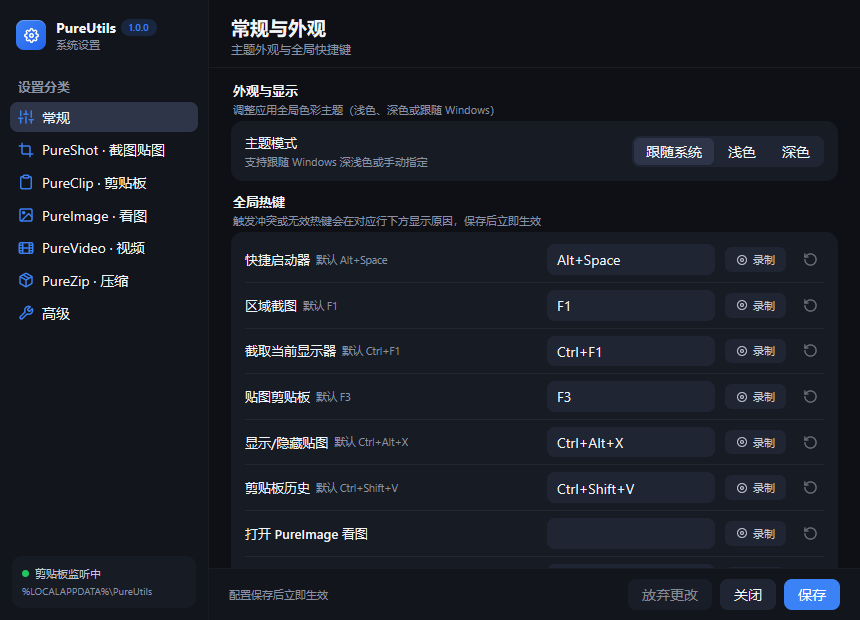 PureUtils 1.0.0
系统设置
设置分类
常规
PureShot · 截图贴图
PureClip · 剪贴板
PureImage · 看图
PureVideo · 视频
PureZip · 压缩
高级
剪贴板监听中
%LOCALAPPDATA%\PureUtils
常规与外观
主题外观与全局快捷键
外观与显示
调整应用全局色彩主题（浅色、深色或跟随 Windows）
主题模式
支持跟随 Windows 深浅色或手动指定
跟随系统 浅色 深色
全局热键
触发冲突或无效热键会在对应行下方显示原因，保存后立即生效
快捷启动器 默认 Alt+Space Alt+Space 录制
区域截图 默认 F1 F1 录制
截取当前显示器 默认 Ctrl+F1 Ctrl+F1 录制
贴图剪贴板 默认 F3 F3 录制
显示/隐藏贴图 默认 Ctrl+Alt+X Ctrl+Alt+X 录制
剪贴板历史 默认 Ctrl+Shift+V Ctrl+Shift+V 录制
打开 PureImage 看图 录制
配置保存后立即生效
放弃更改 关闭 保存